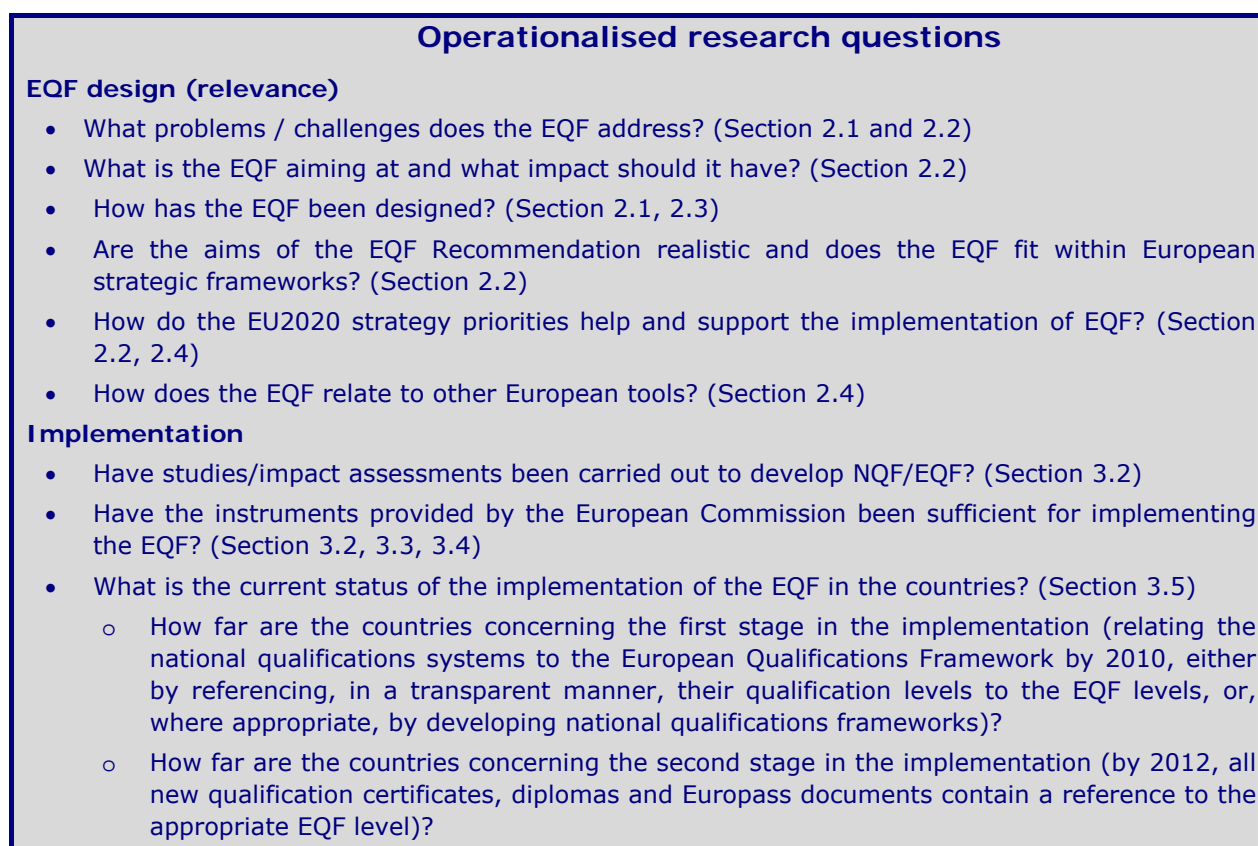 Operationalised research questions
EQF design (relevance)
• What problems / challenges does the EQF address? (Section 2.1 and 2.2)
• What is the EQF aiming at and what impact should it have? (Section 2.2)
• How has the EQF been designed? (Section 2.1, 2.3)
• Are the aims of the EQF Recommendation realistic and does the EQF fit within European
strategic frameworks? (Section 2.2)
• How do the EU2020 strategy priorities help and support the implementation of EQF? (Section
2.2, 2.4)
• How does the EQF relate to other European tools? (Section 2.4)
Implementation
• Have studies/impact assessments been carried out to develop NQF/EQF? (Section 3.2)
• Have the instruments provided by the European Commission been sufficient for implementing
the EQF? (Section 3.2, 3.3, 3.4)
• What is the current status of the implementation of the EQF in the countries? (Section 3.5)
o How far are the countries concerning the first stage in the implementation (relating the
national qualifications systems to the European Qualifications Framework by 2010, either
by referencing, in a transparent manner, their qualification levels to the EQF levels, or,
where appropriate, by developing national qualifications frameworks)?
o How far are the countries concerning the second stage in the implementation (by 2012, all
new qualification certificates, diplomas and Europass documents contain a reference to the
appropriate EQF level)?